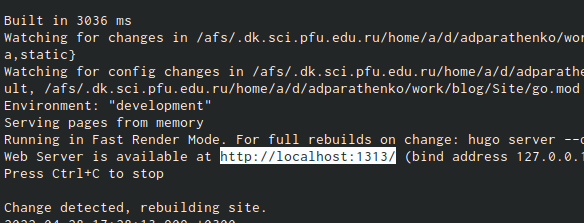 Built in 3036 ms
Watching for changes in /afs/.dk.sci.pfu.edu.ru/home/a/d/adparathenko/wor
a,static}
Watching for config changes in /afs/.dk.sci.pfu.edu.ru/home/a/d/adparathe
ult, /afs/.dk.sci.pfu.edu.ru/home/a/d/adparathenko/work/blog/Site/go.mod
Environment: "development"
Serving pages from memory
Running in Fast Render Mode. For full rebuilds on change: hugo server --d
Web Server is available at http://localhost:1313/ (bind address 127.0.0.1
Press Ctrl+C to stop
Change detected, rebuilding site.